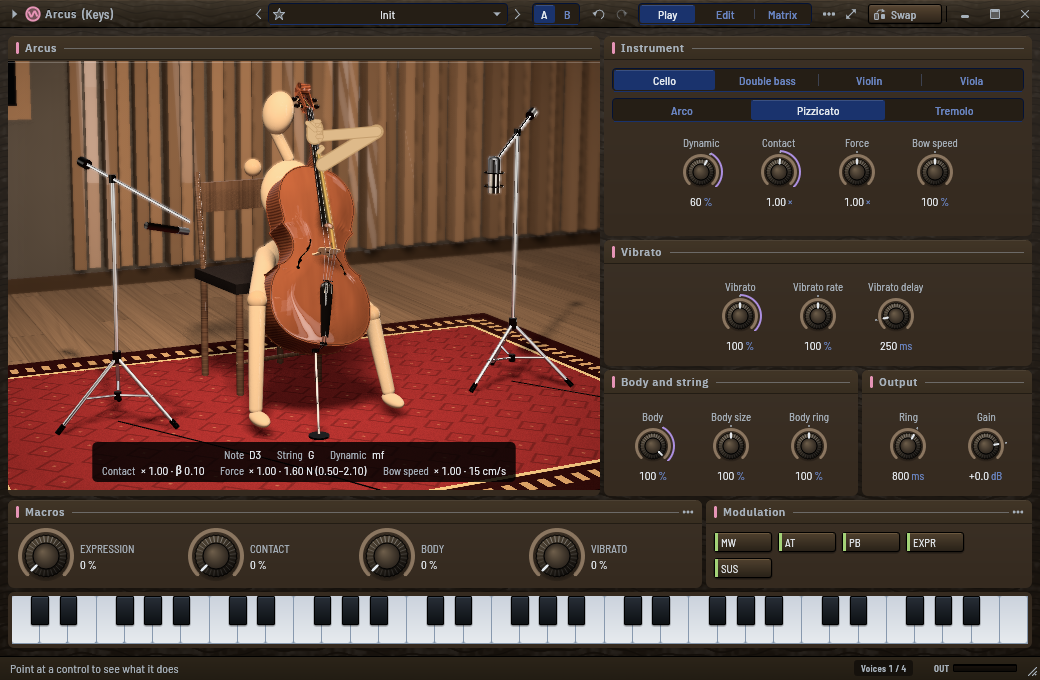 Arcus (Keys)
Init
A B
Play Edit Matrix
Swap
Arcus
Note D3 String G Dynamic mf
Contact × 1.00 · β 0.10 Force × 1.00 · 1.60 N (0.50–2.10) Bow speed × 1.00 · 15 cm/s
Instrument
Cello Double bass Violin Viola
Arco Pizzicato Tremolo
Dynamic Contact Force Bow speed
60 % 1.00 × 1.00 × 100 %
Vibrato
Vibrato Vibrato rate Vibrato delay
100 % 100 % 250 ms
Body and string
Body Body size Body ring
100 % 100 % 100 %
Output
Ring Gain
800 ms +0.0 dB
Macros
EXPRESSION
0 %
CONTACT
0 %
BODY
0 %
VIBRATO
0 %
Modulation
MW AT PB EXPR
SUS
Point at a control to see what it does
Voices 1 / 4
OUT